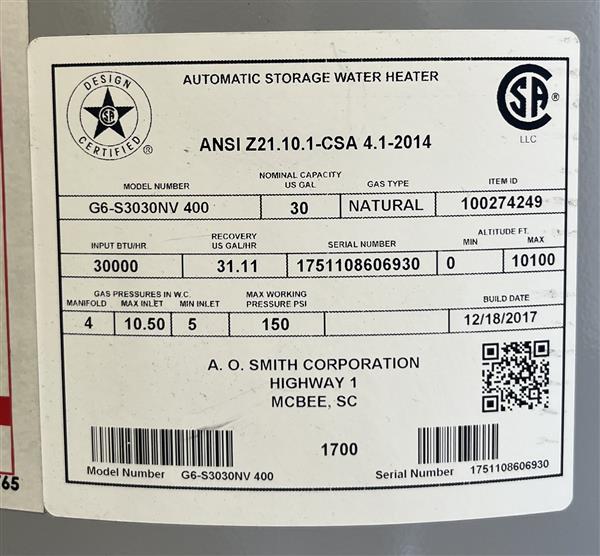 DESIGN
SA
CERTIFIED ®
AUTOMATIC STORAGE WATER HEATER
SA ®
LLC
ANSI Z21.10.1-CSA 4.1-2014
MODEL NUMBER NOMINAL CAPACITY US GAL GAS TYPE ITEM ID
G6-S3030NV 400 30 NATURAL 100274249
INPUT BTU/HR RECOVERY US GAL/HR SERIAL NUMBER ALTITUDE FT. MIN MAX
30000 31.11 1751108606930 0 10100
GAS PRESSURES IN W.C. MAX WORKING BUILD DATE
MANIFOLD MAX INLET MIN INLET PRESSURE PSI
4 10.50 5 150 12/18/2017
A. O. SMITH CORPORATION
HIGHWAY 1
MCBEE, SC
1700
Model Number G6-S3030NV 400 Serial Number 1751108606930
65